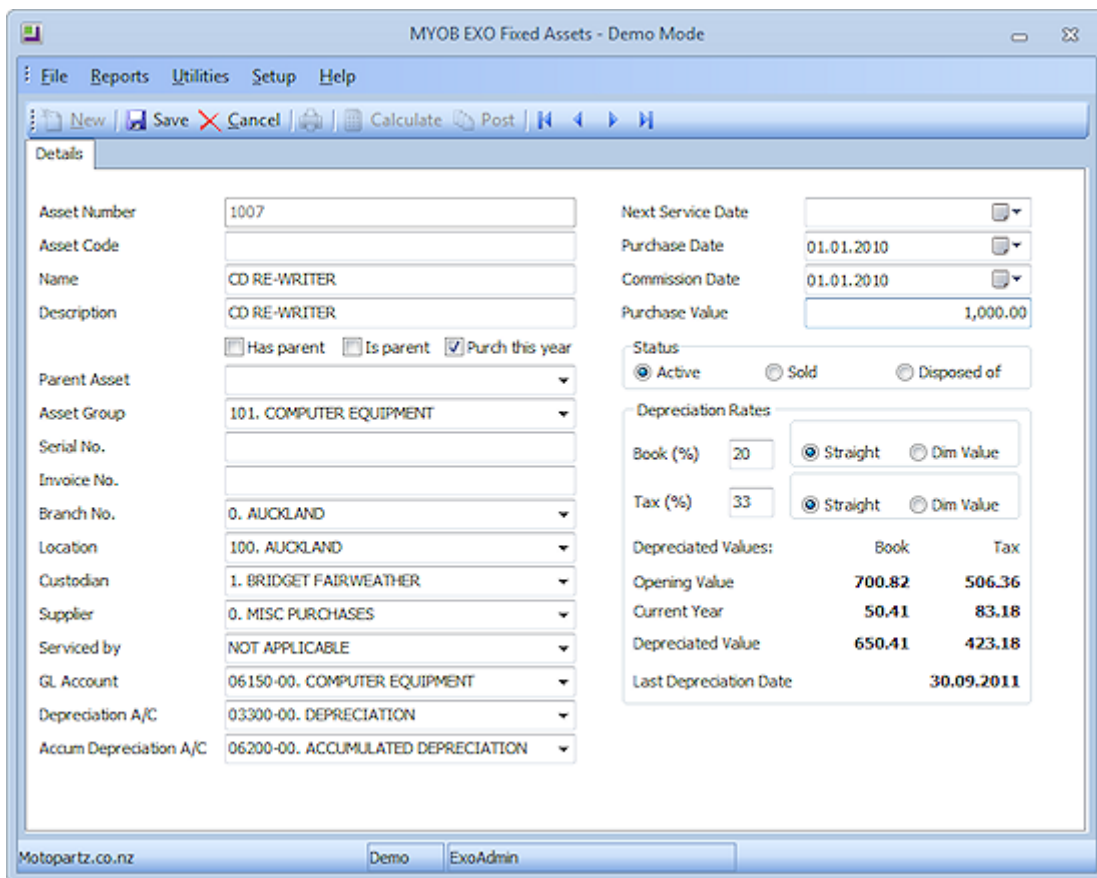 MYOB EXO Fixed Assets - Demo Mode
File Reports Utilities Setup Help
New Save Cancel Calculate Post
Details
Asset Number 1007
Asset Code
Name CD RE-WRITER
Description CD RE-WRITER
Has parent Is parent Purch this year
Parent Asset
Asset Group 101. COMPUTER EQUIPMENT
Serial No.
Invoice No.
Branch No. 0. AUCKLAND
Location 100. AUCKLAND
Custodian 1. BRIDGET FAIRWEATHER
Supplier 0. MISC PURCHASES
Serviced by NOT APPLICABLE
GL Account 06150-00. COMPUTER EQUIPMENT
Depreciation A/C 03300-00. DEPRECIATION
Accum Depreciation A/C 06200-00. ACCUMULATED DEPRECIATION
Next Service Date
Purchase Date 01.01.2010
Commission Date 01.01.2010
Purchase Value 1,000.00
Status
Active Sold Disposed of
Depreciation Rates
Book (%) 20 Straight Dim Value
Tax (%) 33 Straight Dim Value
Depreciated Values: Book Tax
Opening Value 700.82 506.36
Current Year 50.41 83.18
Depreciated Value 650.41 423.18
Last Depreciation Date 30.09.2011
Motopartz.co.nz Demo ExoAdmin